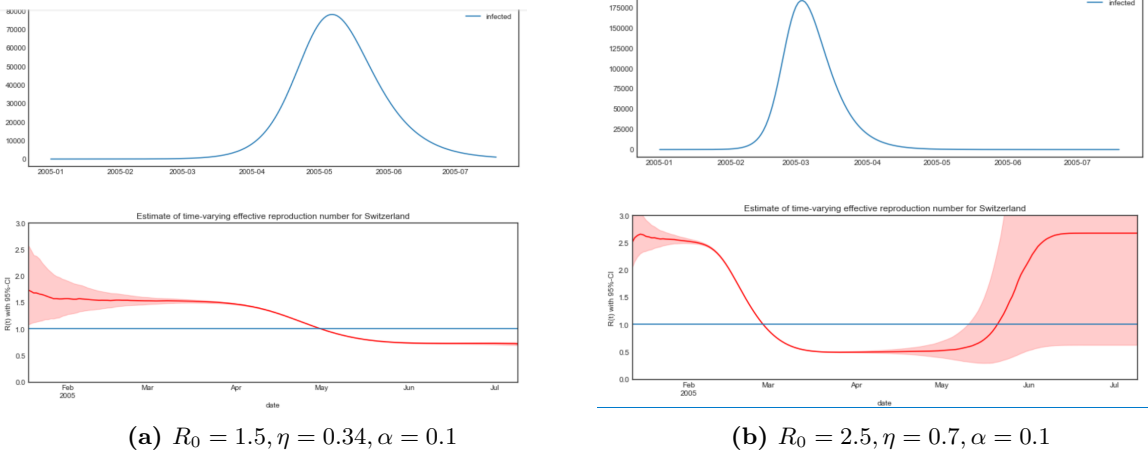 80000
70000
60000
50000
40000
30000
20000
10000
0
infected
2005-01 2005-02 2005-03 2005-04 2005-05 2005-06 2005-07
Estimate of time-varying effective reproduction number for Switzerland
R(t) with 95%-CI
3.0
2.5
2.0
1.5
1.0
0.5
0.0
Feb Mar Apr May Jun Jul
2005
date
(a) R₀ = 1.5, η = 0.34, α = 0.1
175000
150000
125000
100000
75000
50000
25000
0
infected
2005-01 2005-02 2005-03 2005-04 2005-05 2005-06 2005-07
Estimate of time-varying effective reproduction number for Switzerland
R(t) with 95%-CI
3.0
2.5
2.0
1.5
1.0
0.5
0.0
Feb Mar Apr May Jun Jul
2005
date
(b) R₀ = 2.5, η = 0.7, α = 0.1